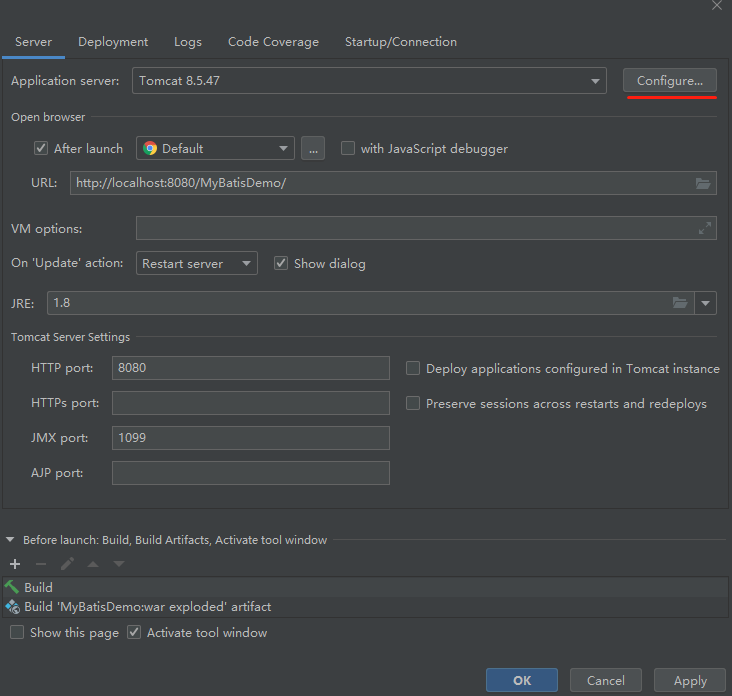 Server Deployment Logs Code Coverage Startup/Connection
Application server: Tomcat 8.5.47 Configure...
Open browser
After launch Default ... with JavaScript debugger
URL: http://localhost:8080/MyBatisDemo/
VM options:
On 'Update' action: Restart server Show dialog
JRE: 1.8
Tomcat Server Settings
HTTP port: 8080 Deploy applications configured in Tomcat instance
HTTPs port: Preserve sessions across restarts and redeploys
JMX port: 1099
AJP port:
Before launch: Build, Build Artifacts, Activate tool window
Build
Build 'MyBatisDemo:war exploded' artifact
Show this page Activate tool window
OK Cancel Apply